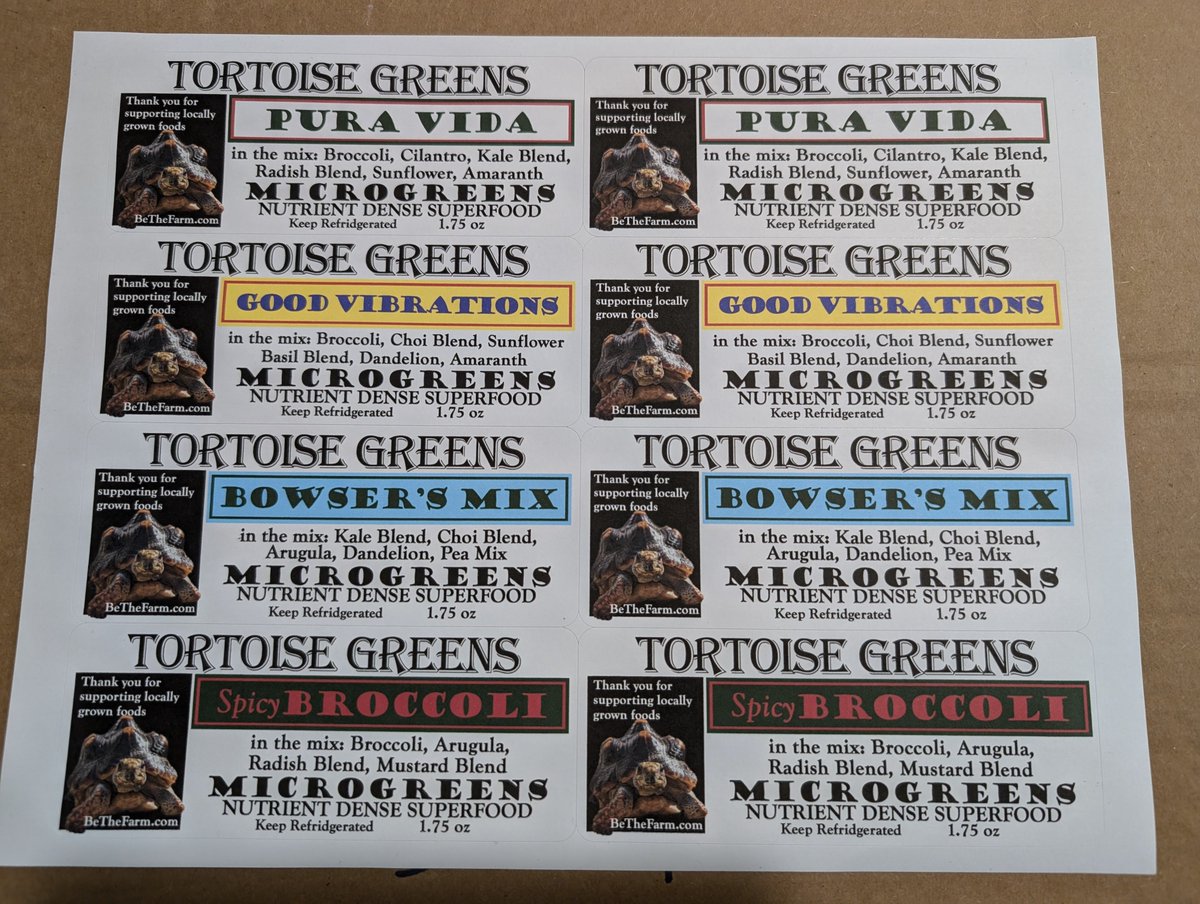 TORTOISE GREENS
Thank you for
supporting locally
grown foods
BeTheFarm.com
PURA VIDA
in the mix: Broccoli, Cilantro, Kale Blend,
Radish Blend, Sunflower, Amaranth
MICROGREENS
NUTRIENT DENSE SUPERFOOD
Keep Refridgerated 1.75 oz
TORTOISE GREENS
Thank you for
supporting locally
grown foods
BeTheFarm.com
PURA VIDA
in the mix: Broccoli, Cilantro, Kale Blend,
Radish Blend, Sunflower, Amaranth
MICROGREENS
NUTRIENT DENSE SUPERFOOD
Keep Refridgerated 1.75 oz
TORTOISE GREENS
Thank you for
supporting locally
grown foods
BeTheFarm.com
GOOD VIBRATIONS
in the mix: Broccoli, Choi Blend, Sunflower
Basil Blend, Dandelion, Amaranth
MICROGREENS
NUTRIENT DENSE SUPERFOOD
Keep Refridgerated 1.75 oz
TORTOISE GREENS
Thank you for
supporting locally
grown foods
BeTheFarm.com
GOOD VIBRATIONS
in the mix: Broccoli, Choi Blend, Sunflower
Basil Blend, Dandelion, Amaranth
MICROGREENS
NUTRIENT DENSE SUPERFOOD
Keep Refridgerated 1.75 oz
TORTOISE GREENS
Thank you for
supporting locally
grown foods
BeTheFarm.com
BOWSER'S MIX
in the mix: Kale Blend, Choi Blend,
Arugula, Dandelion, Pea Mix
MICROGREENS
NUTRIENT DENSE SUPERFOOD
Keep Refridgerated 1.75 oz
TORTOISE GREENS
Thank you for
supporting locally
grown foods
BeTheFarm.com
BOWSER'S MIX
in the mix: Kale Blend, Choi Blend,
Arugula, Dandelion, Pea Mix
MICROGREENS
NUTRIENT DENSE SUPERFOOD
Keep Refridgerated 1.75 oz
TORTOISE GREENS
Thank you for
supporting locally
grown foods
BeTheFarm.com
Spicy BROCCOLI
in the mix: Broccoli, Arugula,
Radish Blend, Mustard Blend
MICROGREENS
NUTRIENT DENSE SUPERFOOD
Keep Refridgerated 1.75 oz
TORTOISE GREENS
Thank you for
supporting locally
grown foods
BeTheFarm.com
Spicy BROCCOLI
in the mix: Broccoli, Arugula,
Radish Blend, Mustard Blend
MICROGREENS
NUTRIENT DENSE SUPERFOOD
Keep Refridgerated 1.75 oz